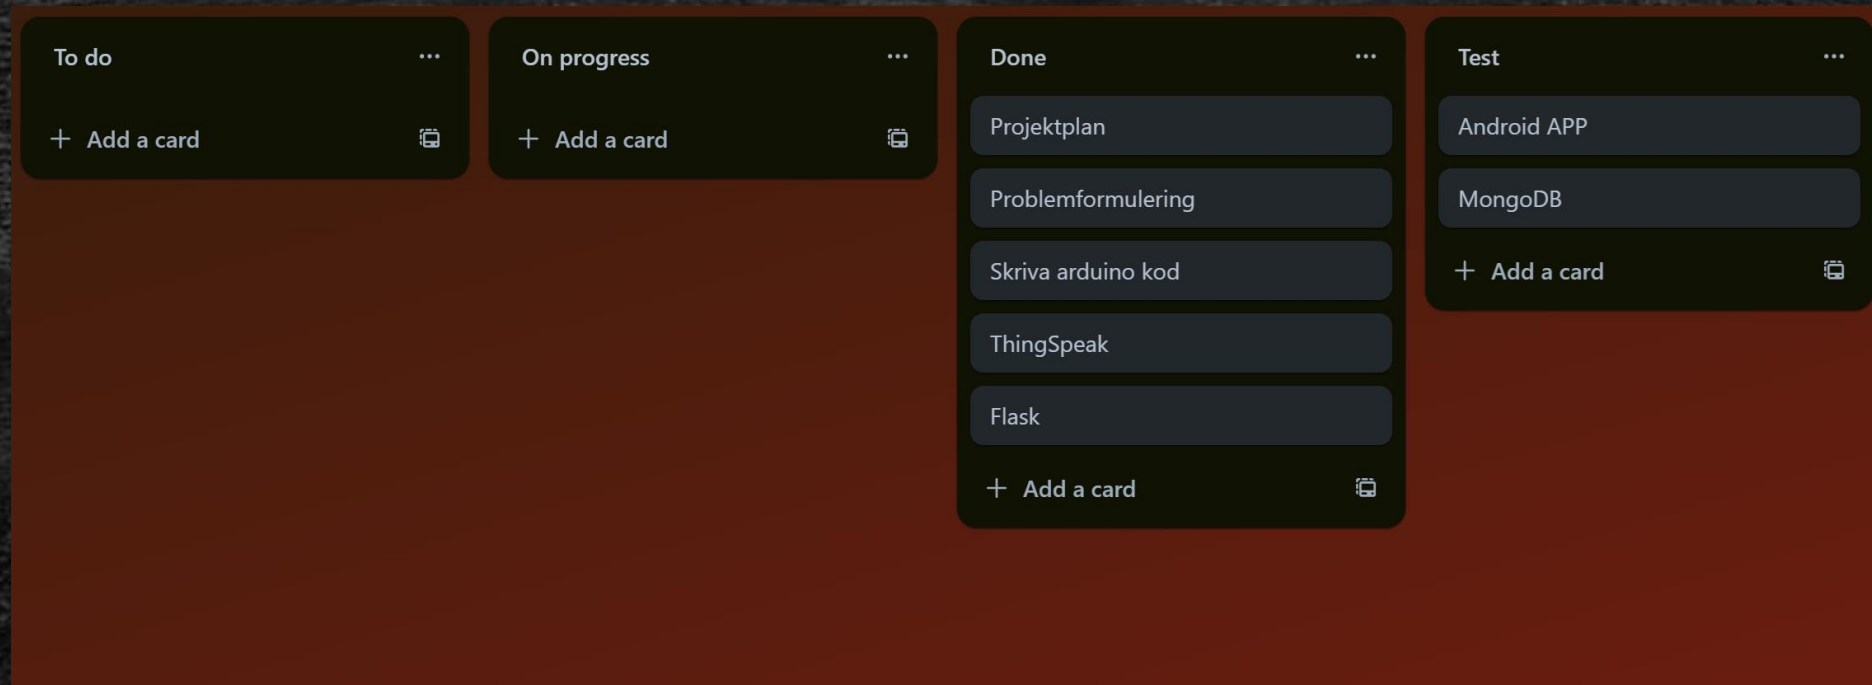 To do
+ Add a card
On progress
+ Add a card
Done
Projektplan
Problemformulering
Skriva arduino kod
ThingSpeak
Flask
+ Add a card
Test
Android APP
MongoDB
+ Add a card